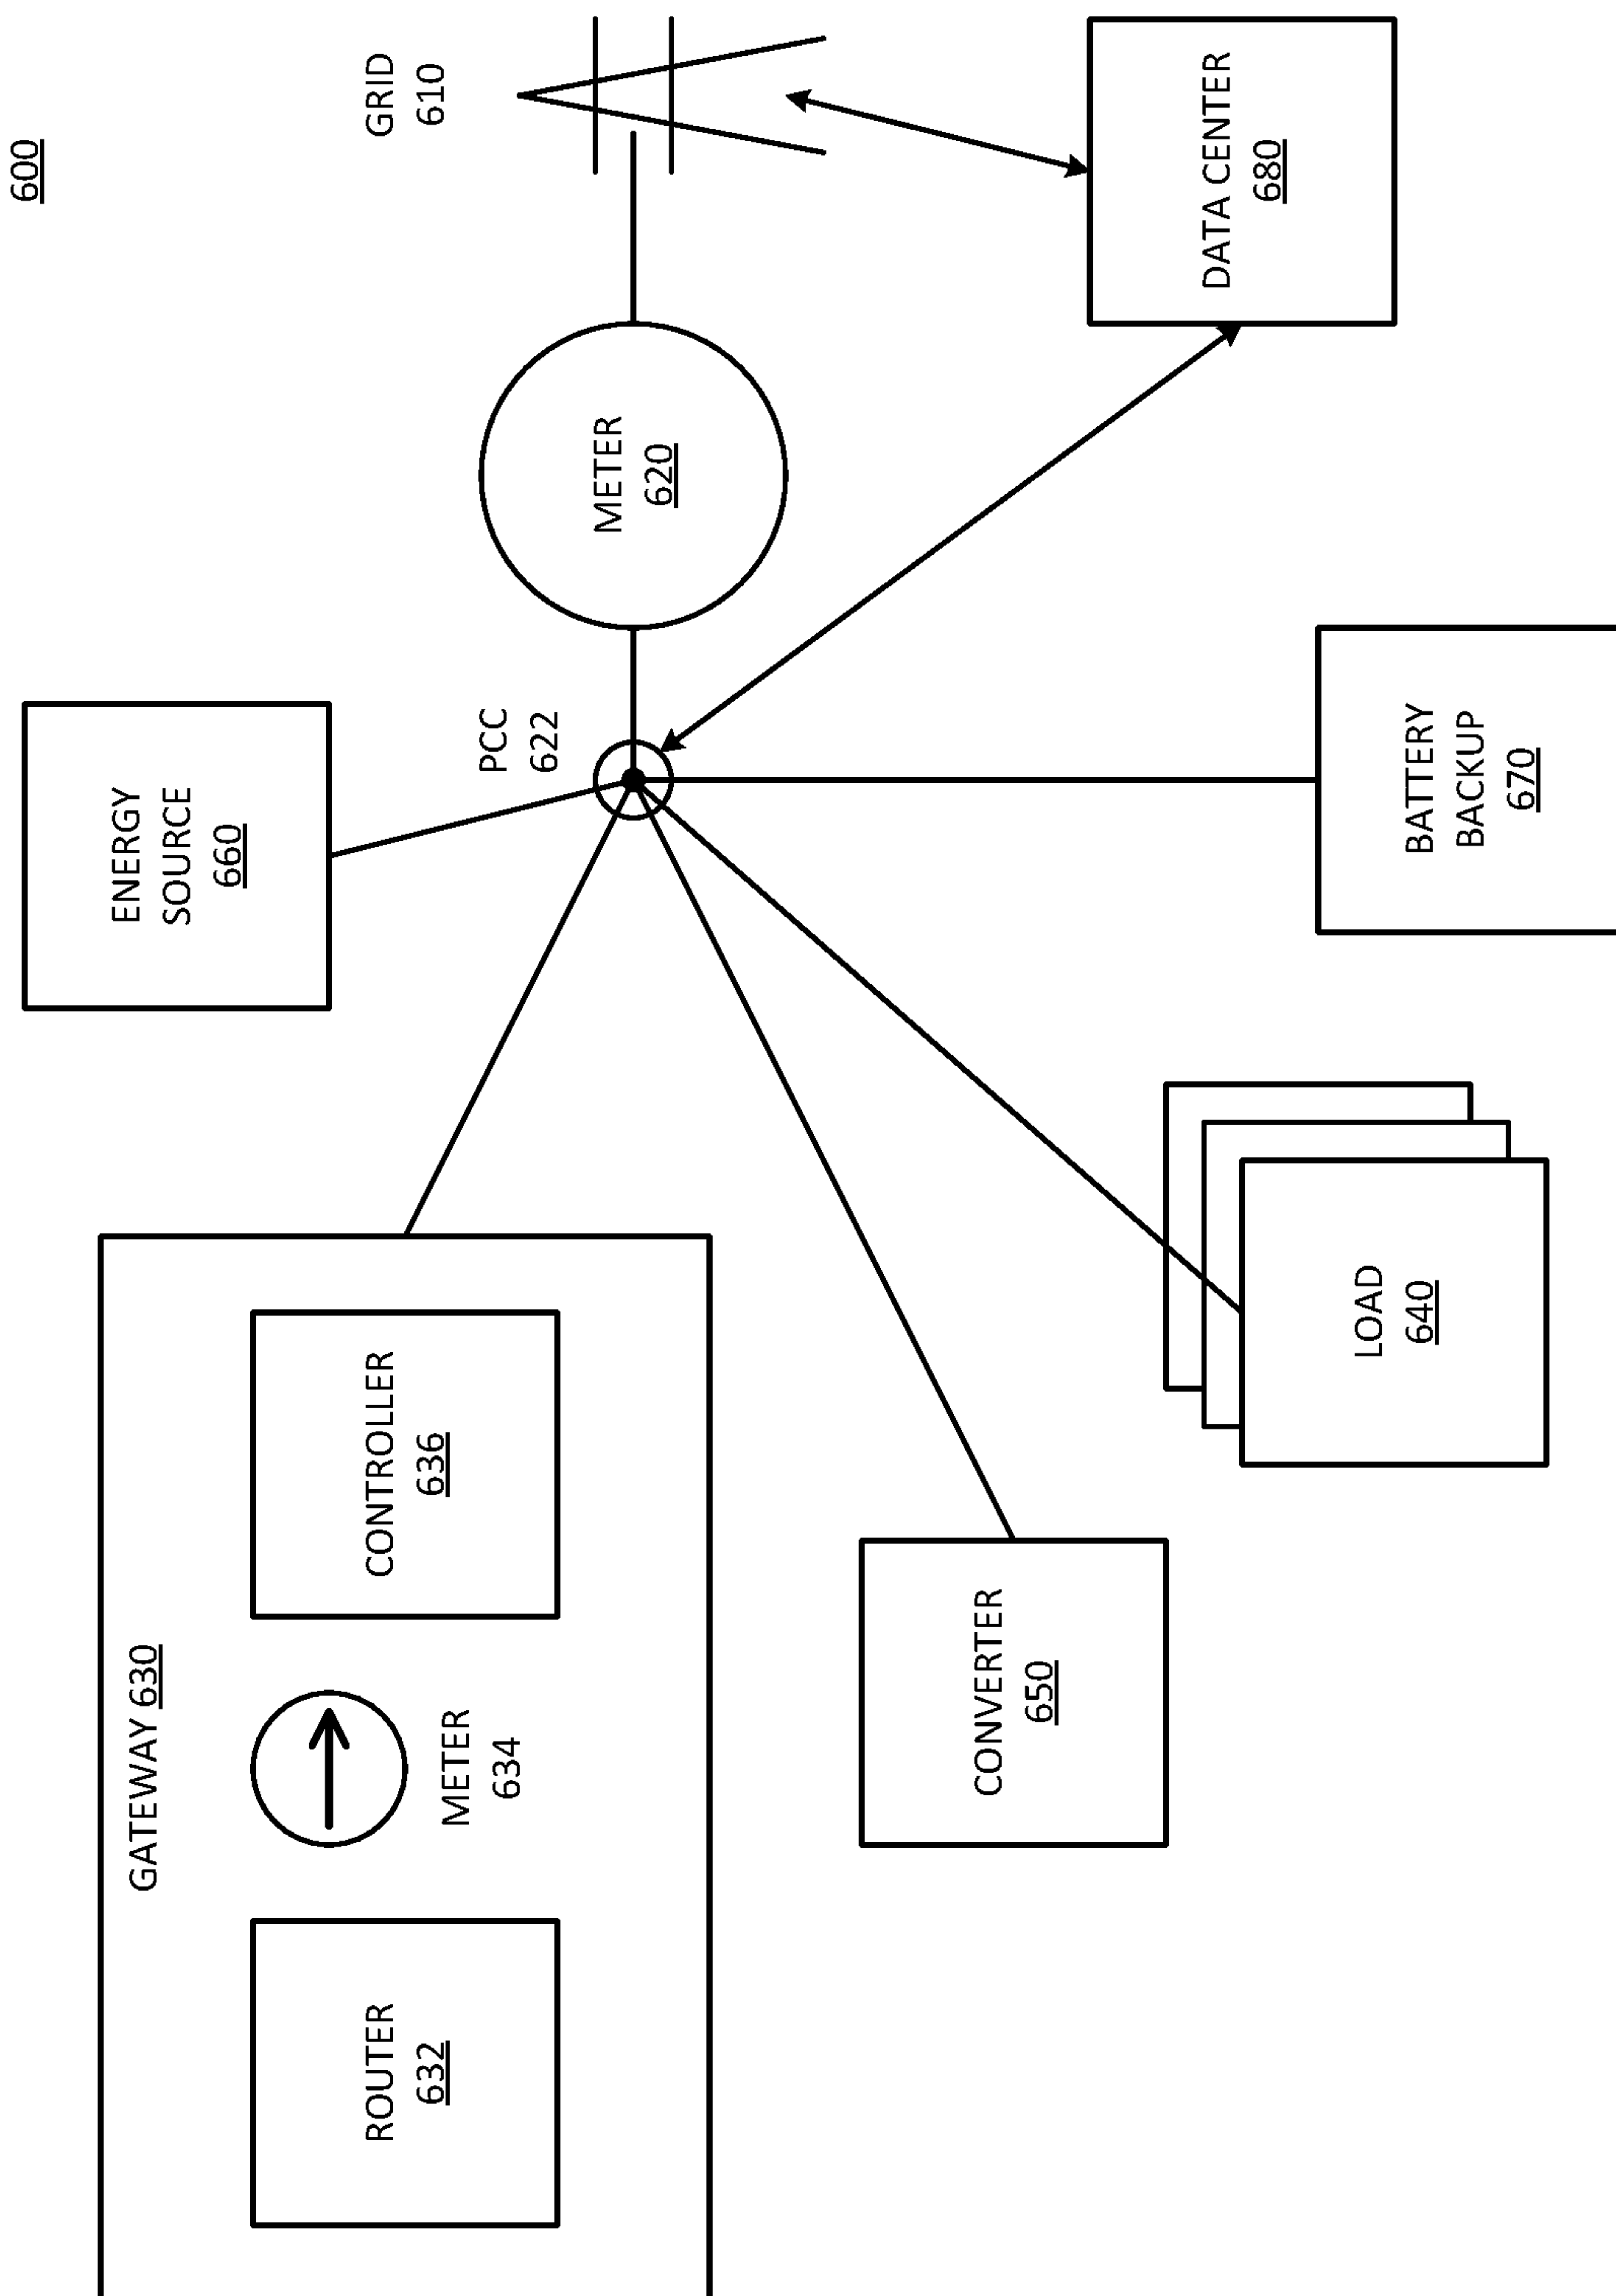 600
GATEWAY 630
ROUTER
632
METER
634
CONTROLLER
636
ENERGY
SOURCE
660
GRID
610
PCC
622
METER
620
CONVERTER
650
LOAD
640
BATTERY
BACKUP
670
DATA CENTER
680